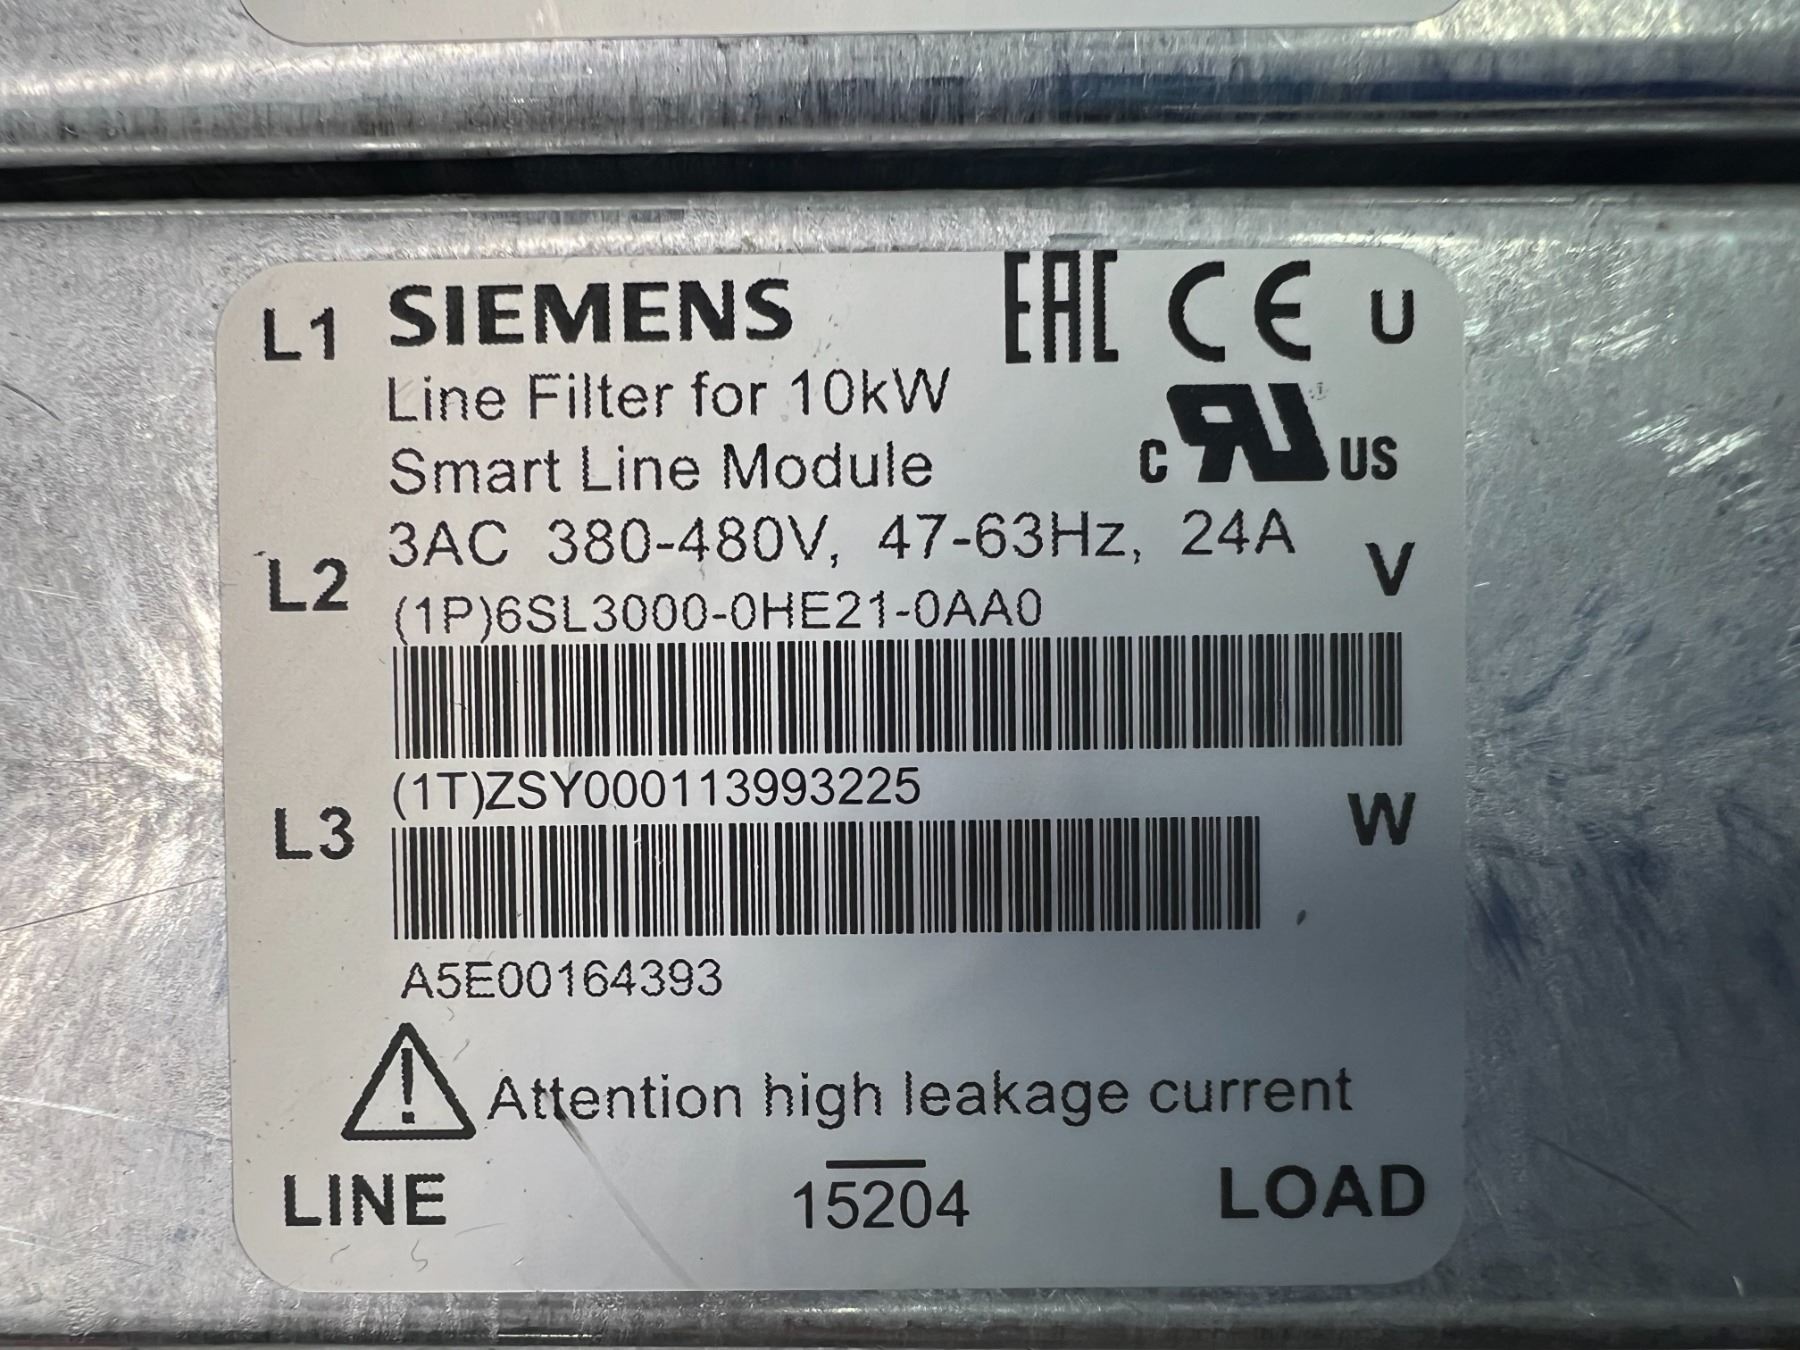 L1 SIEMENS EAC CE U
Line Filter for 10kW
Smart Line Module c RU US
3AC 380-480V, 47-63Hz, 24A
L2 V
(1P)6SL3000-0HE21-0AA0
(1T)ZSY000113993225
L3 W
A5E00164393
! Attention high leakage current
LINE 15204 LOAD